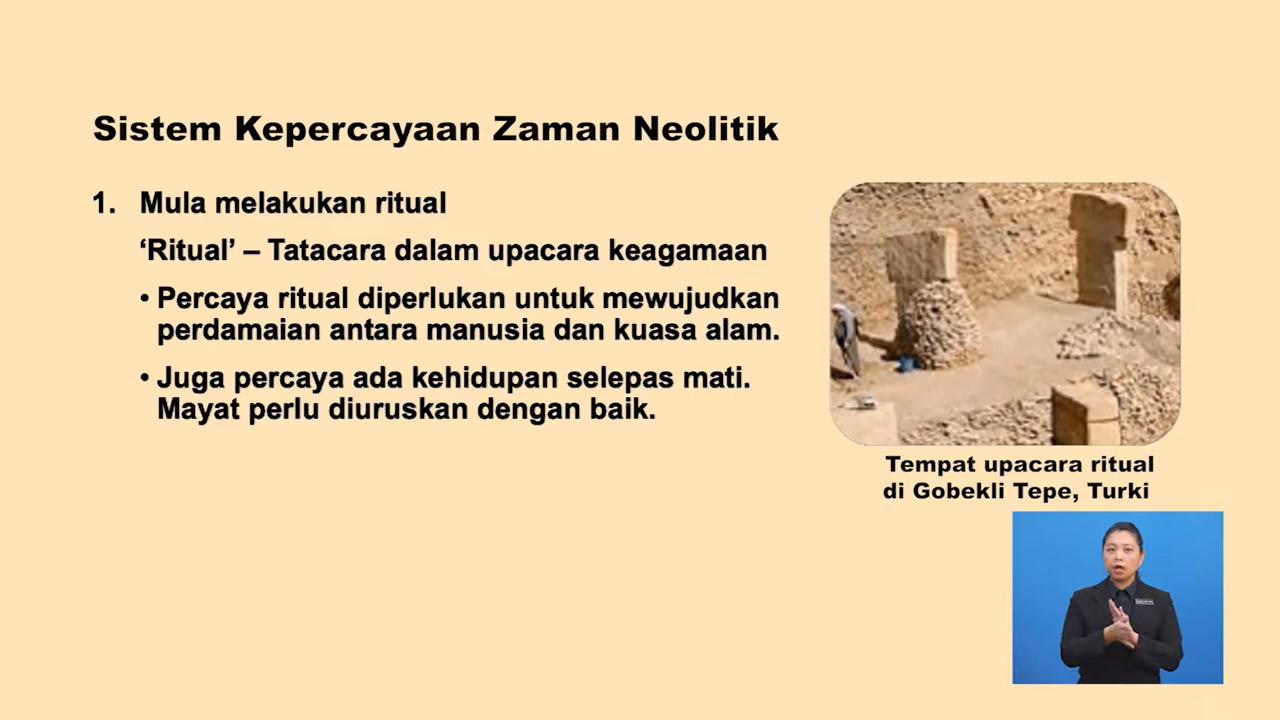 Sistem Kepercayaan Zaman Neolitik
1. Mula melakukan ritual
‘Ritual’ – Tatacara dalam upacara keagamaan
• Percaya ritual diperlukan untuk mewujudkan
perdamaian antara manusia dan kuasa alam.
• Juga percaya ada kehidupan selepas mati.
Mayat perlu diuruskan dengan baik.
Tempat upacara ritual
di Gobekli Tepe, Turki